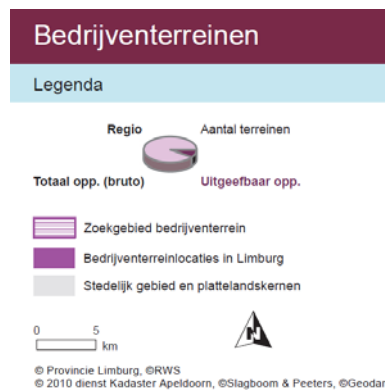 Bedrijventerreinen
Legenda
Regio Aantal terreinen
Totaal opp. (bruto) Uitgeefbaar opp.
Zoekgebied bedrijventerrein
Bedrijventerreinlocaties in Limburg
Stedelijk gebied en plattelandskernen
0 5
km
N
© Provincie Limburg, ©RWS
© 2010 dienst Kadaster Apeldoorn, ©Slagboom & Peeters, ©Geodan